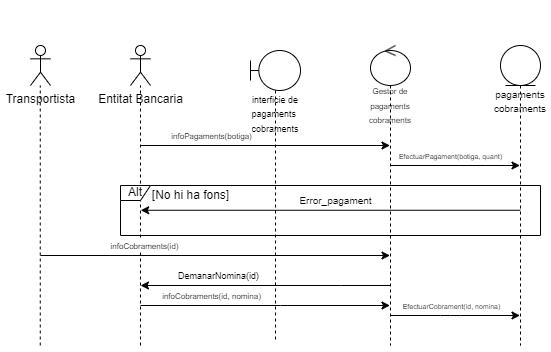 Transportista
Entitat Bancaria
interfície de
pagaments
cobraments
Gestor de
pagaments
cobraments
pagaments
cobraments
infoPagaments(botiga)
EfectuarPagament(botiga, quant)
Alt
[No hi ha fons]
Error_pagament
infoCobraments(id)
DemanarNomina(id)
infoCobraments(id, nomina)
EfectuarCobrament(id, nomina)